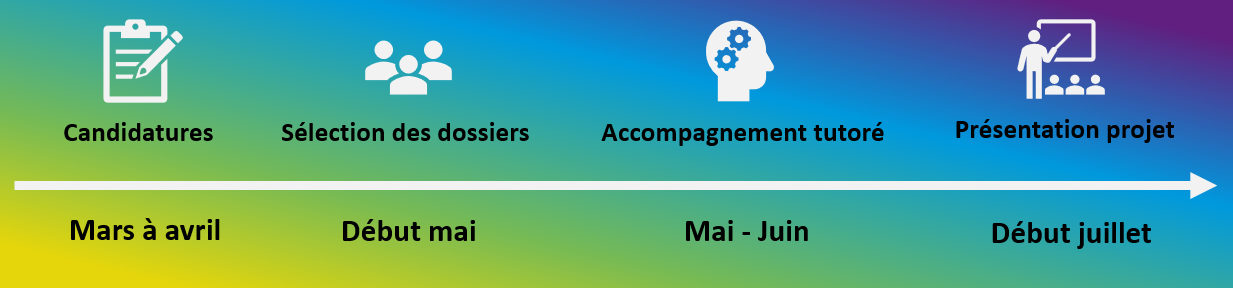 Candidatures
Sélection des dossiers
Accompagnement tutoré
Présentation projet
Mars à avril
Début mai
Mai - Juin
Début juillet